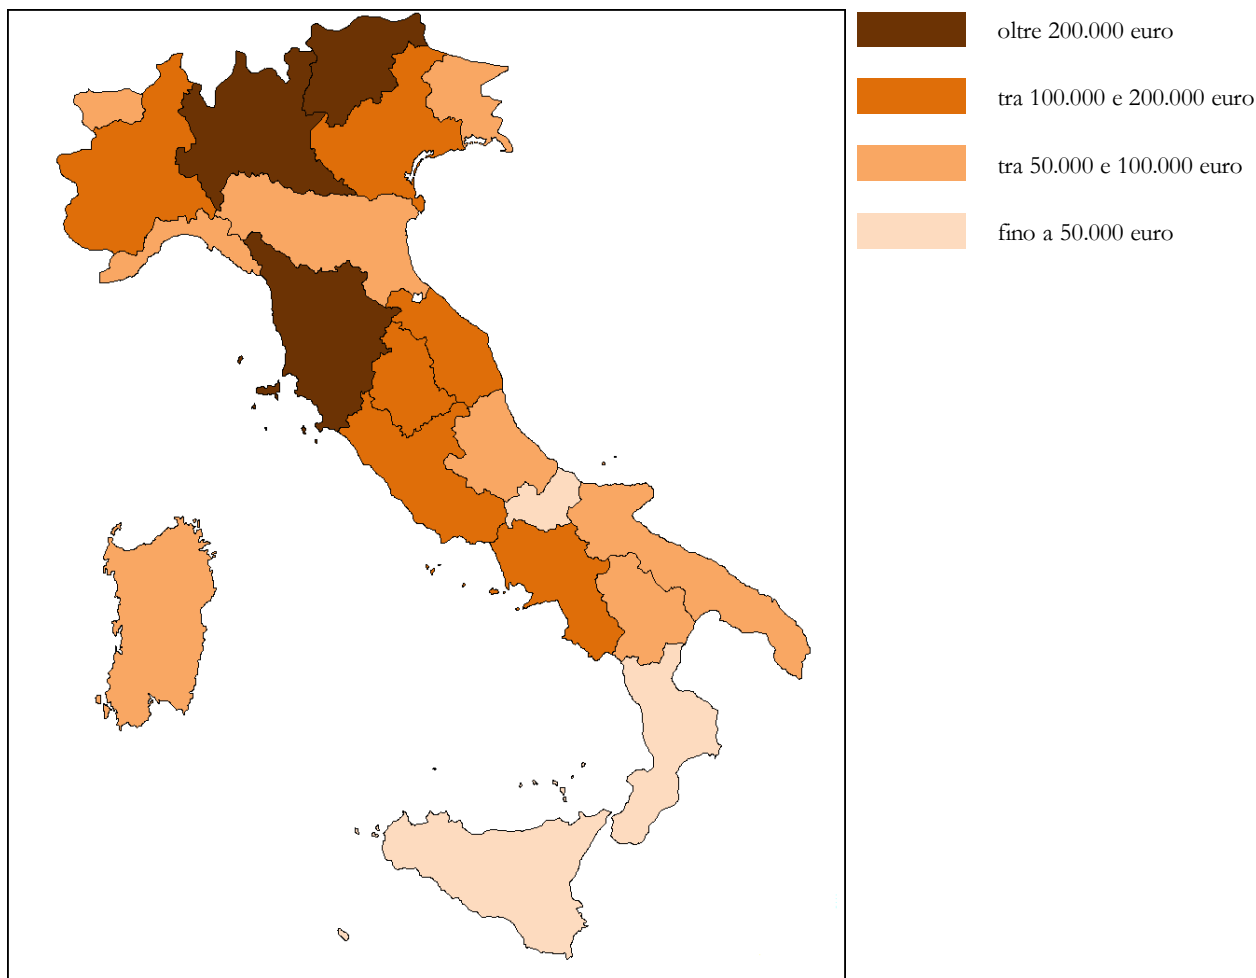 oltre 200.000 euro
tra 100.000 e 200.000 euro
tra 50.000 e 100.000 euro
fino a 50.000 euro